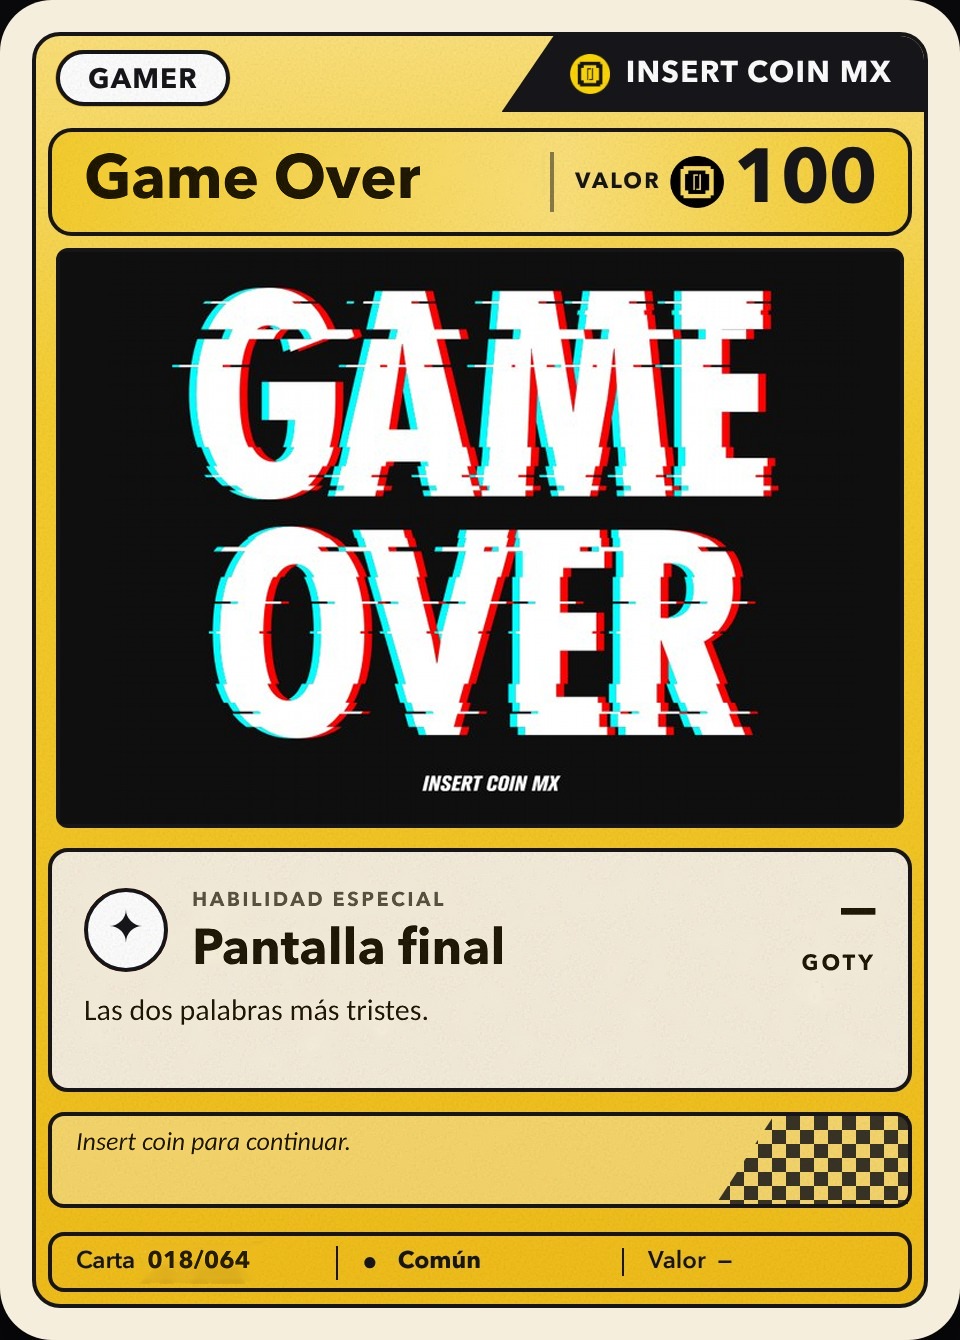 GAMER
INSERT COIN MX
Game Over
VALOR 100
GAME
OVER
INSERT COIN MX
HABILIDAD ESPECIAL
Pantalla final
–
GOTY
Las dos palabras más tristes.
Insert coin para continuar.
Carta 018/064 • Común Valor –